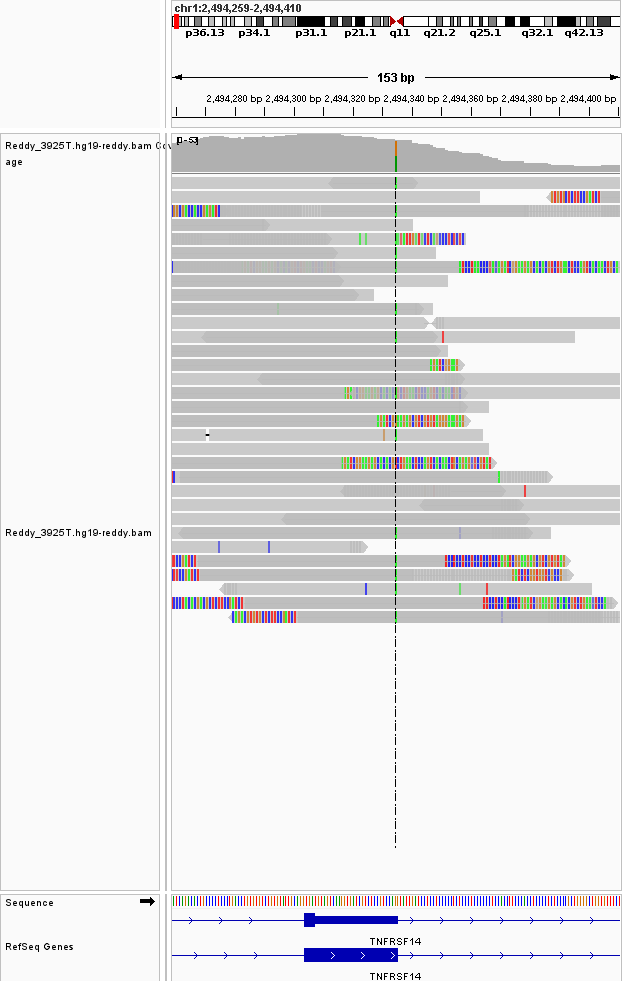 chr1:2,494,259-2,494,410
p36.13 p34.1 p31.1 p21.1 q11 q21.2 q25.1 q32.1 q42.13
153 bp
2,494,280 bp 2,494,300 bp 2,494,320 bp 2,494,340 bp 2,494,360 bp 2,494,380 bp 2,494,400 bp
Reddy_3925T.hg19-reddy.bam Cov
age
Reddy_3925T.hg19-reddy.bam
Sequence
TNFRSF14
RefSeq Genes
TNFRSF14